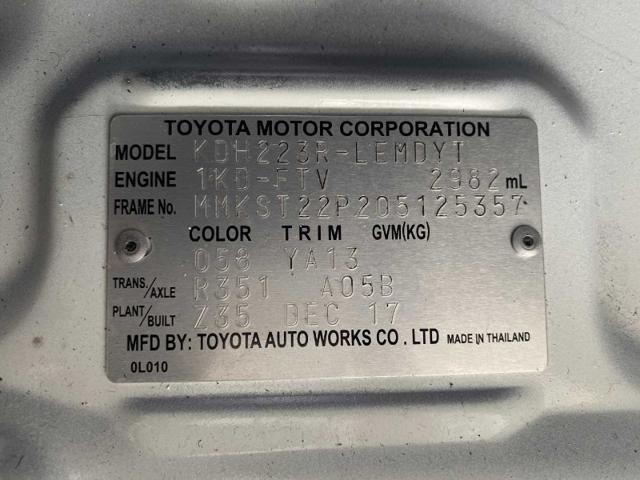 TOYOTA MOTOR CORPORATION
MODEL KDH223R-LEMDYT
ENGINE 1KD-FTV 2982 mL
FRAME No. MMKST22P205125357
COLOR TRIM GVM(KG)
058 YA13
TRANS./AXLE R351 A05B
PLANT/BUILT Z35 DEC 17
MFD BY: TOYOTA AUTO WORKS CO . LTD MADE IN THAILAND
0L010